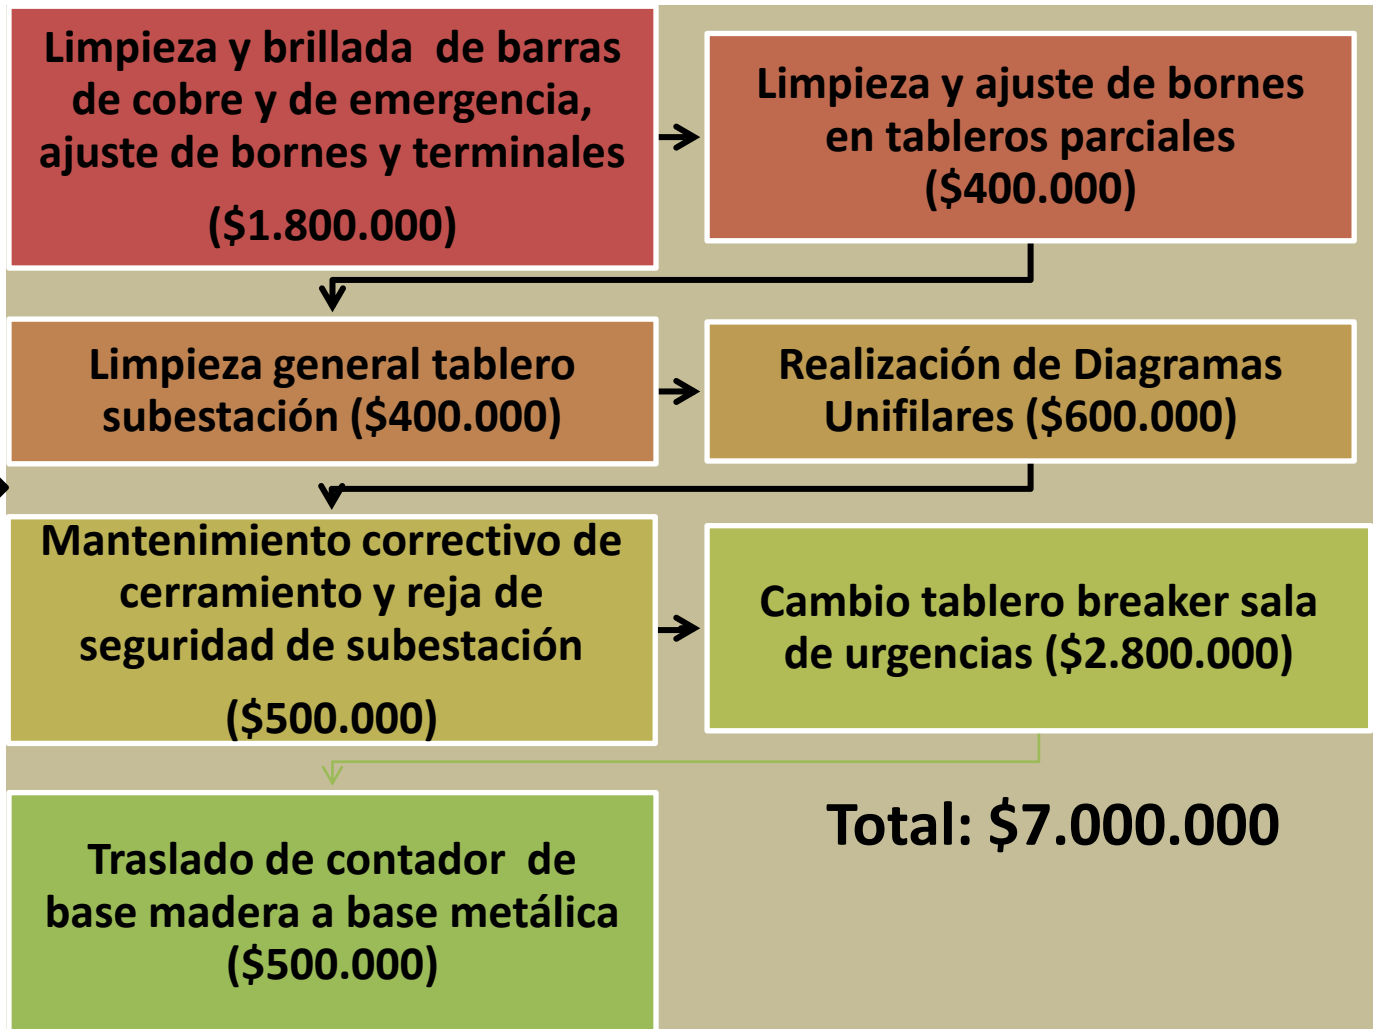 Limpieza y brillada de barras
de cobre y de emergencia,
ajuste de bornes y terminales
($1.800.000)
Limpieza y ajuste de bornes
en tableros parciales
($400.000)
Limpieza general tablero
subestación ($400.000)
Realización de Diagramas
Unifilares ($600.000)
Mantenimiento correctivo de
cerramiento y reja de
seguridad de subestación
($500.000)
Cambio tablero breaker sala
de urgencias ($2.800.000)
Traslado de contador de
base madera a base metálica
($500.000)
Total: $7.000.000